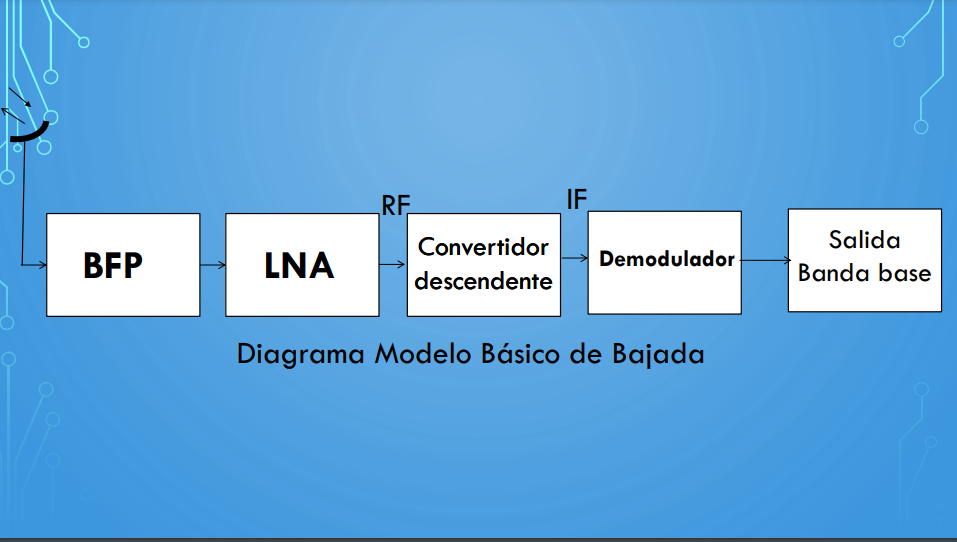 RF
IF
BFP
LNA
Convertidor
descendente
Demodulador
Salida
Banda base
Diagrama Modelo Básico de Bajada